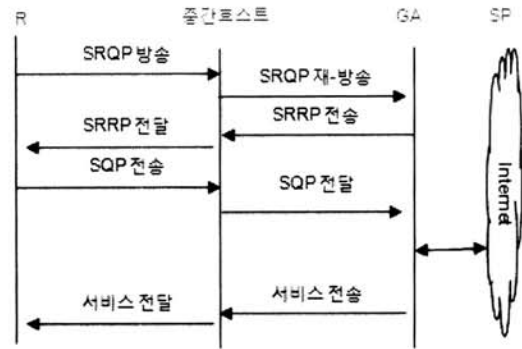 R 중간호스트 GA SP
SRQP 방송
SRQP 재-방송
SRRP 전송
SRRP 전달
SQP 전송
SQP 전달
Internet
서비스 전송
서비스 전달